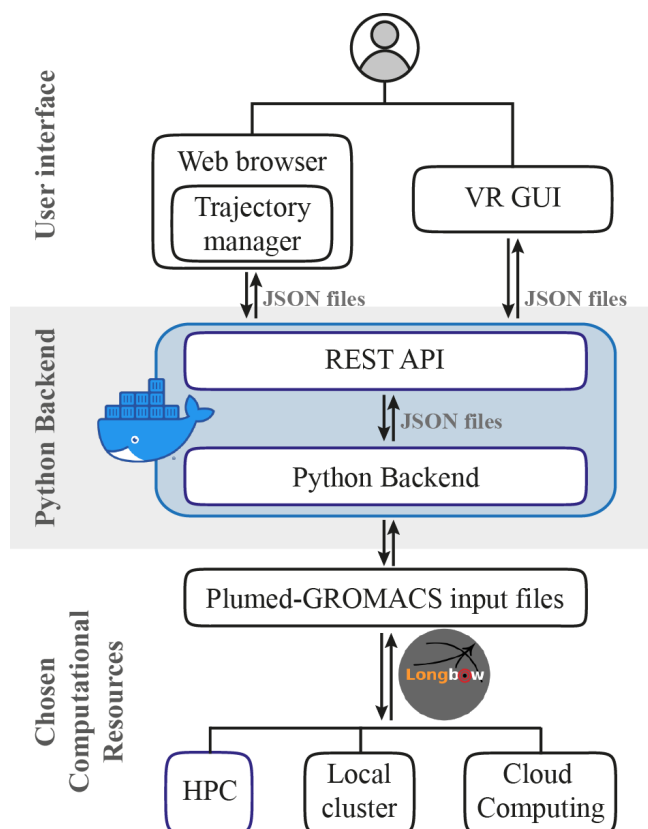 User interface
Web browser
Trajectory
manager
VR GUI
JSON files
JSON files
Python Backend
REST API
JSON files
Python Backend
Plumed-GROMACS input files
Longbow
Chosen
Computational
Resources
HPC
Local
cluster
Cloud
Computing